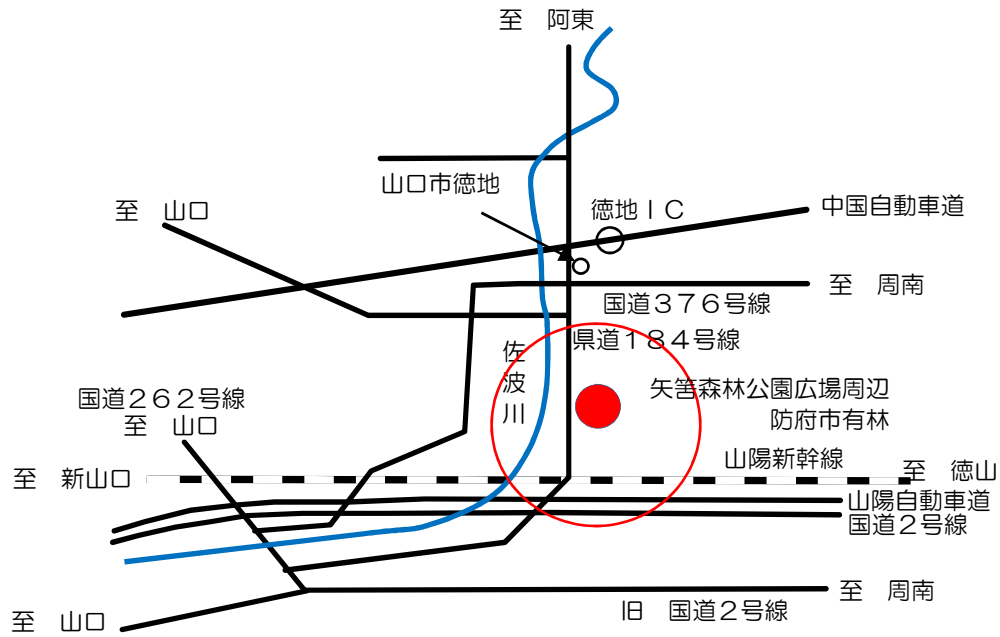 至　阿東
山口市徳地
至　山口
徳地ＩＣ
中国自動車道
至　周南
国道３７６号線
県道１８４号線
佐波川
国道２６２号線
至　山口
矢筈森林公園広場周辺
防府市有林
山陽新幹線
至　新山口
至　徳山
山陽自動車道
国道２号線
至　周南
旧　国道２号線
至　山口